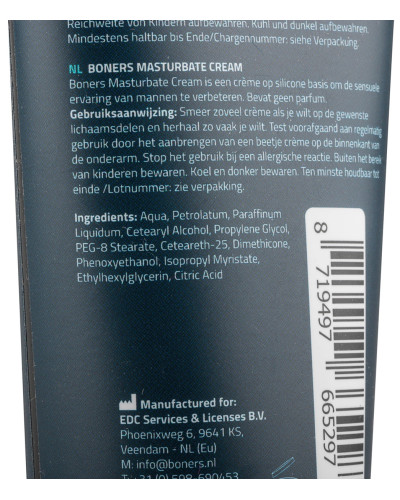 Reichweite von Kindern aufbewahren. Kühl und dunkel aufbewahren.
Mindestens haltbar bis Ende/Chargennummer: siehe Verpackung.
NL BONERS MASTURBATE CREAM
Boners Masturbate Cream is een crème op silicone basis om de sensuele
ervaring van mannen te verbeteren. Bevat geen parfum.
Gebruiksaanwijzing: Smeer zoveel crème als je wilt op de gewenste
lichaamsdelen en herhaal zo vaak je wilt. Test voorafgaand aan regelmatig
gebruik door het aanbrengen van een beetje crème op de binnenkant van
de onderarm. Stop het gebruik bij een allergische reactie. Buiten het bereik
van kinderen bewaren. Koel en donker bewaren. Ten minste houdbaar tot
einde /Lotnummer: zie verpakking.
Ingredients: Aqua, Petrolatum, Paraffinum
Liquidum, Cetearyl Alcohol, Propylene Glycol,
PEG-8 Stearate, Ceteareth-25, Dimethicone,
Phenoxyethanol, Isopropyl Myristate,
Ethylhexylglycerin, Citric Acid
8 719497 665297
Manufactured for:
EDC Services & Licenses B.V.
Phoenixweg 6, 9641 KS,
Veendam - NL (Eu)
M: info@boners.nl
T: +31 (0) 598-690453